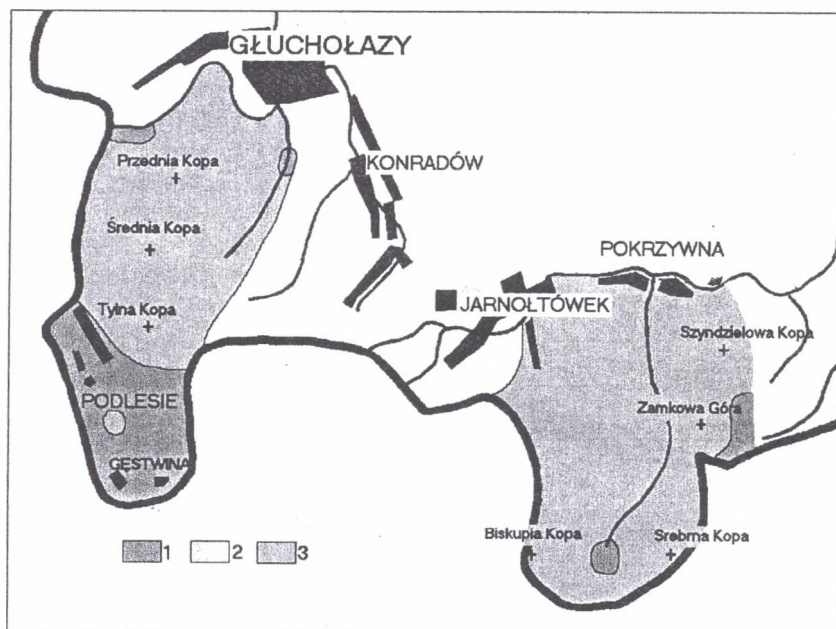 GŁUCHOŁAZY
Przednia Kopa
KONRADÓW
Średnia Kopa
POKRZYWNA
Tylna Kopa
JARNOŁTÓWEK
Szyndzielowa Kopa
PODLESIE
Zamkowa Góra
GĘSTWINA
Biskupia Kopa
Srebrna Kopa
1
2
3